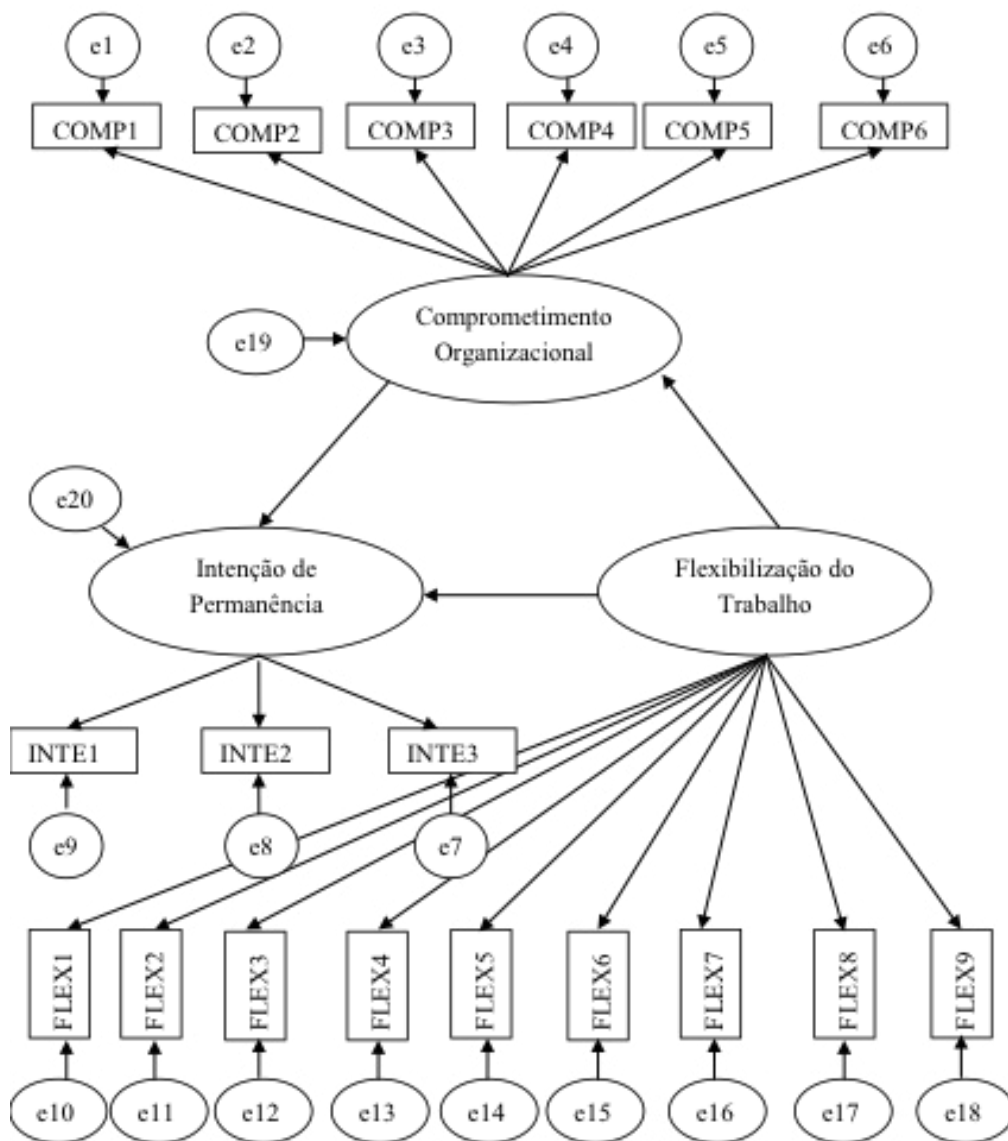 e1 e2 e3 e4 e5 e6
COMP1 COMP2 COMP3 COMP4 COMP5 COMP6
Comprometimento
Organizacional
e19
e20
Intenção de
Permanência
Flexibilização do
Trabalho
INTE1 INTE2 INTE3
e9 e8 e7
FLEX1 FLEX2 FLEX3 FLEX4 FLEX5 FLEX6 FLEX7 FLEX8 FLEX9
e10 e11 e12 e13 e14 e15 e16 e17 e18